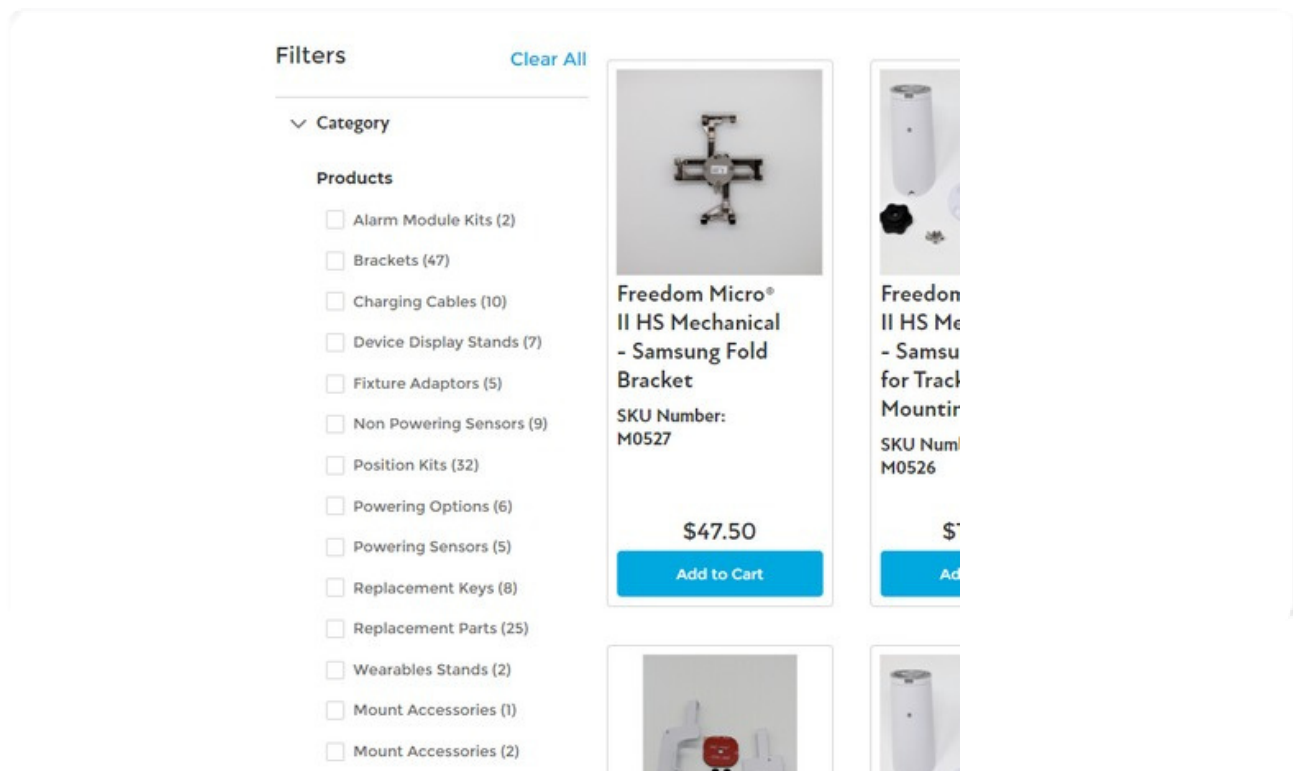 Filters
Clear All
Category
Products
Alarm Module Kits (2)
Brackets (47)
Charging Cables (10)
Device Display Stands (7)
Fixture Adaptors (5)
Non Powering Sensors (9)
Position Kits (32)
Powering Options (6)
Powering Sensors (5)
Replacement Keys (8)
Replacement Parts (25)
Wearables Stands (2)
Mount Accessories (1)
Mount Accessories (2)
Freedom Micro®
II HS Mechanical
- Samsung Fold
Bracket
SKU Number:
M0527
$47.50
Add to Cart
Freedom
II HS Me
- Samsu
for Track
Mountin
SKU Num
M0526
$
Ad